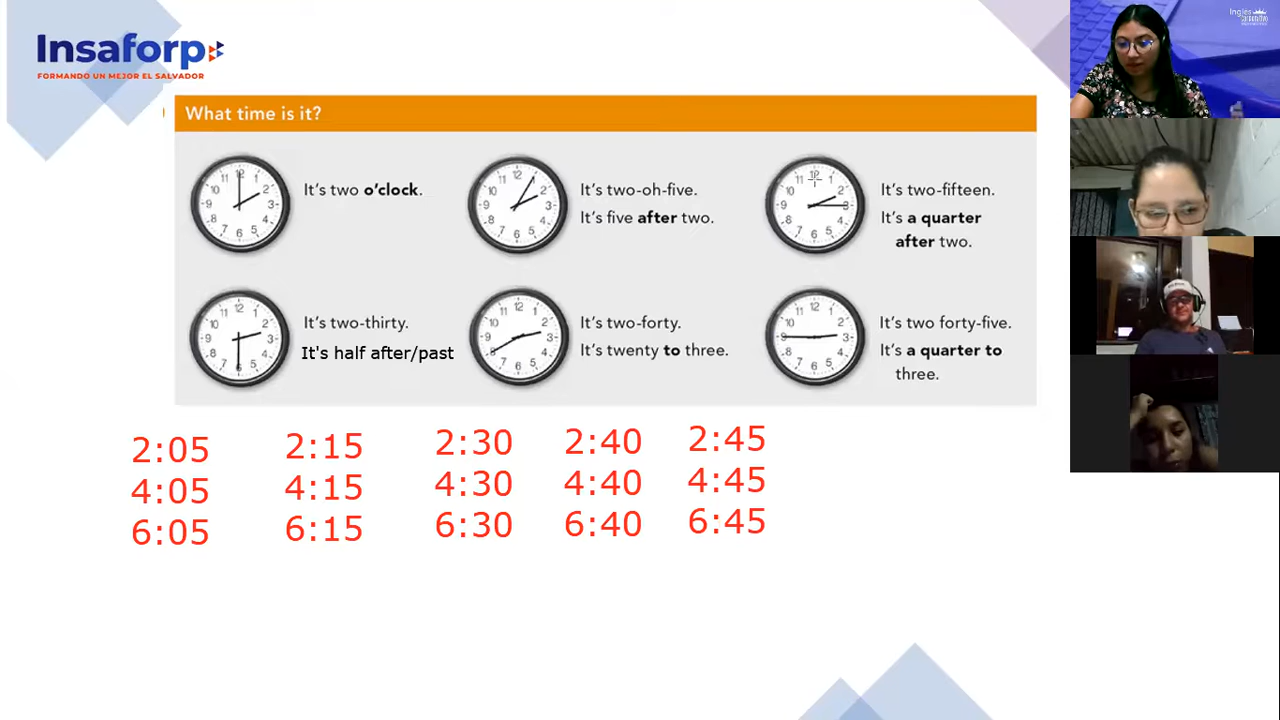 Insaforp
FORMANDO UN MEJOR EL SALVADOR
What time is it?
It's two o'clock.
It's two-oh-five.
It's five after two.
It's two-fifteen.
It's a quarter
after two.
It's two-thirty.
It's half after/past
It's two-forty.
It's twenty to three.
It's two forty-five.
It's a quarter to
three.
2:05 2:15 2:30 2:40 2:45
4:05 4:15 4:30 4:40 4:45
6:05 6:15 6:30 6:40 6:45